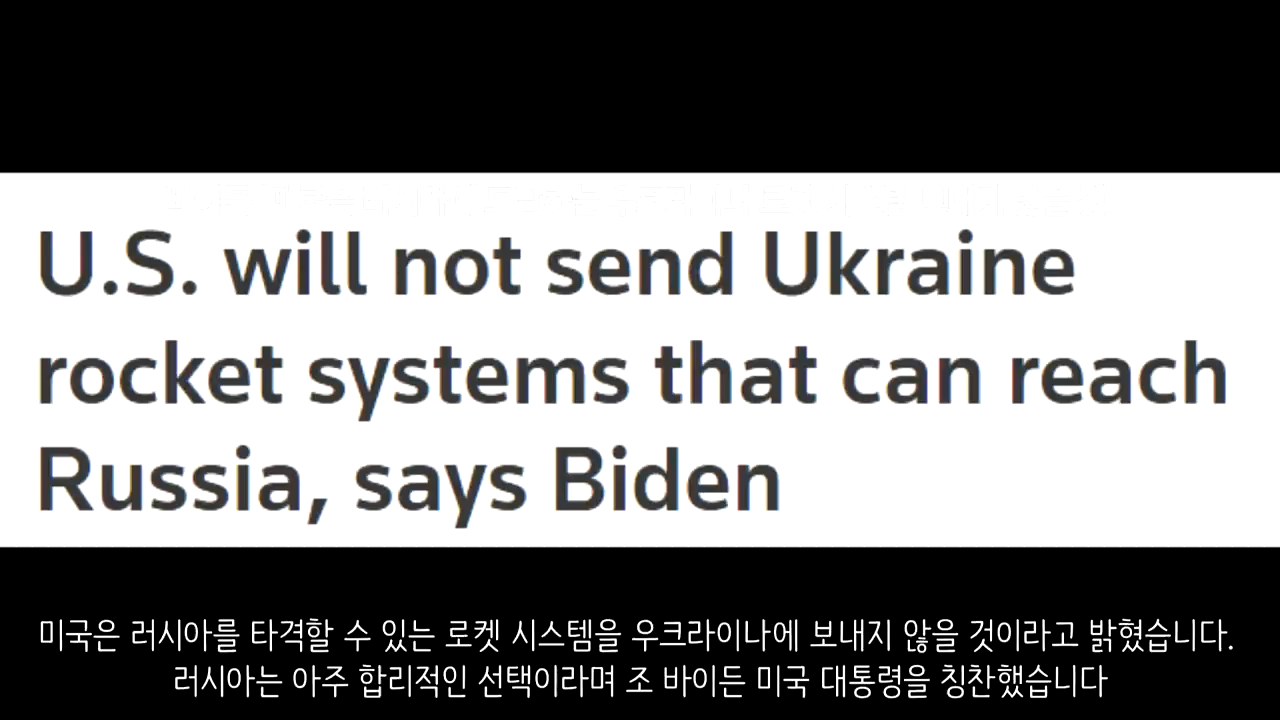 U.S. will not send Ukraine
rocket systems that can reach
Russia, says Biden
미국은 러시아를 타격할 수 있는 로켓 시스템을 우크라이나에 보내지 않을 것이라고 밝혔습니다.
러시아는 아주 합리적인 선택이라며 조 바이든 미국 대통령을 칭찬했습니다